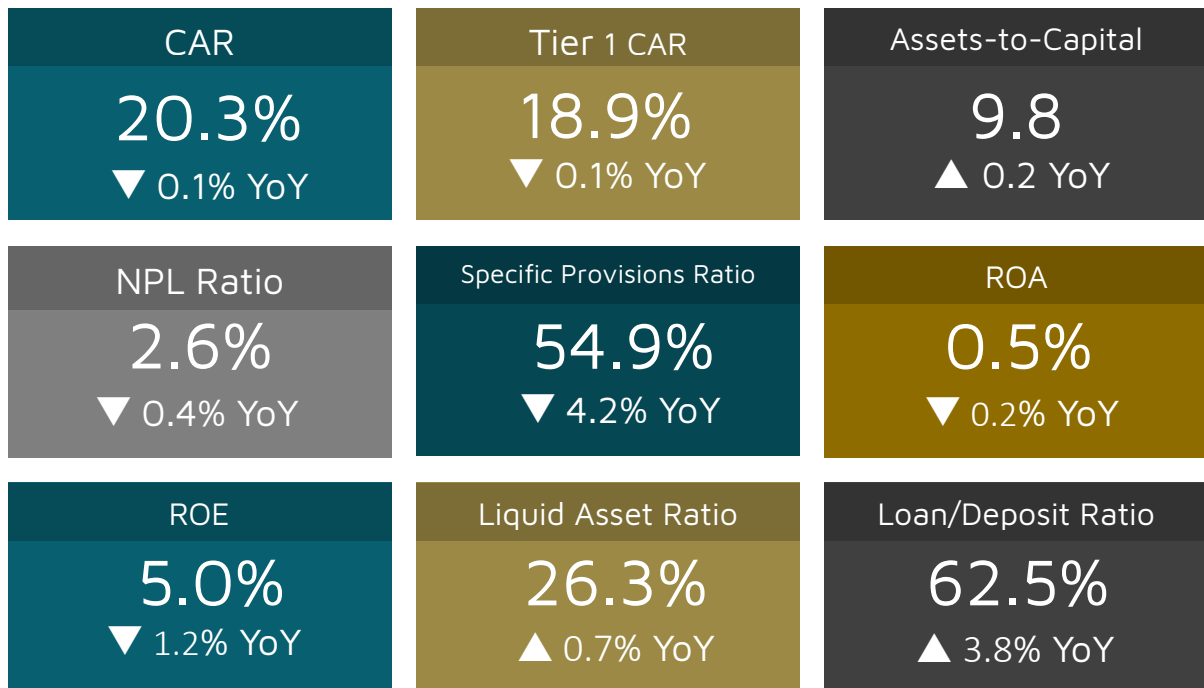 CAR
20.3%
▼ 0.1% YoY
Tier 1 CAR
18.9%
▼ 0.1% YoY
Assets-to-Capital
9.8
▲ 0.2 YoY
NPL Ratio
2.6%
▼ 0.4% YoY
Specific Provisions Ratio
54.9%
▼ 4.2% YoY
ROA
0.5%
▼ 0.2% YoY
ROE
5.0%
▼ 1.2% YoY
Liquid Asset Ratio
26.3%
▲ 0.7% YoY
Loan/Deposit Ratio
62.5%
▲ 3.8% YoY